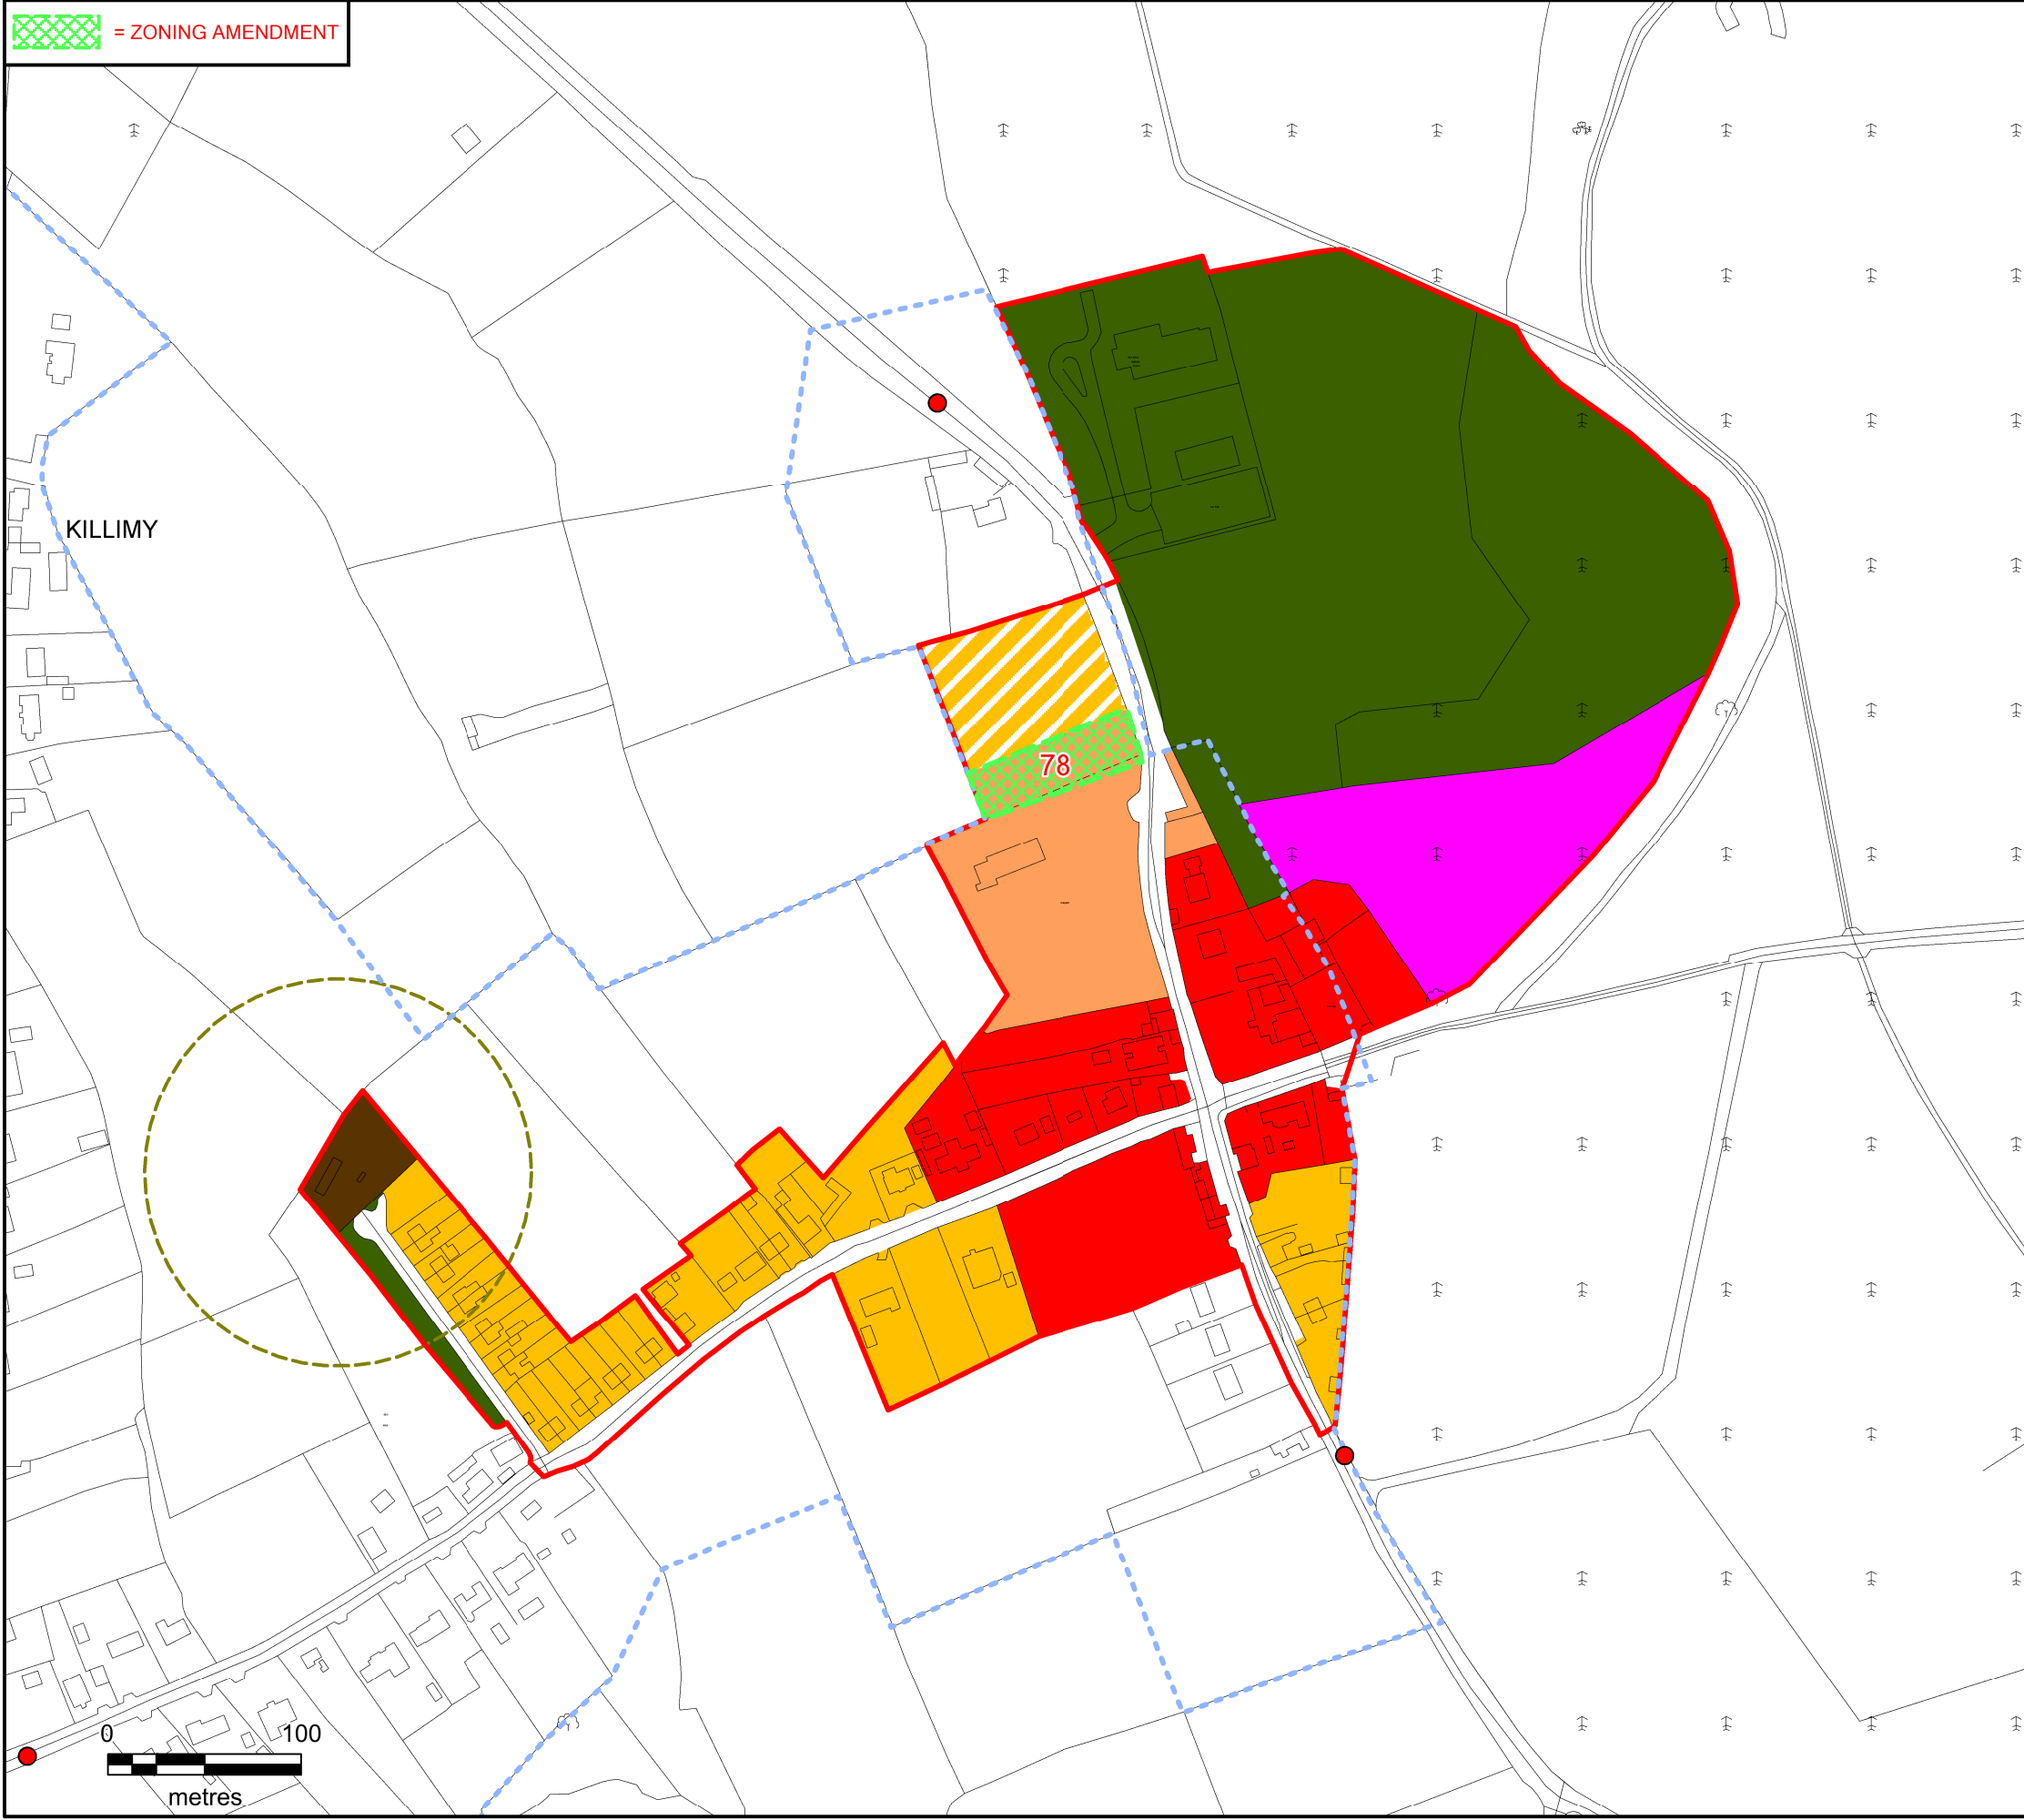 = ZONING AMENDMENT
KILLIMY
78
0 100
metres